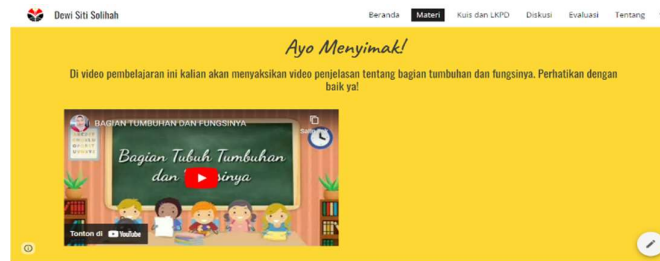 Dewi Siti Solihah
Beranda Materi Kuis dan LKPD Diskusi Evaluasi Tentang
Ayo Menyimak!
Di video pembelajaran ini kalian akan menyaksikan video penjelasan tentang bagian tumbuhan dan fungsinya. Perhatikan dengan
baik ya!
BAGIAN TUMBUHAN DAN FUNGSINYA
Bagian Tubuh Tumbuhan
dan
Tonton di YouTube